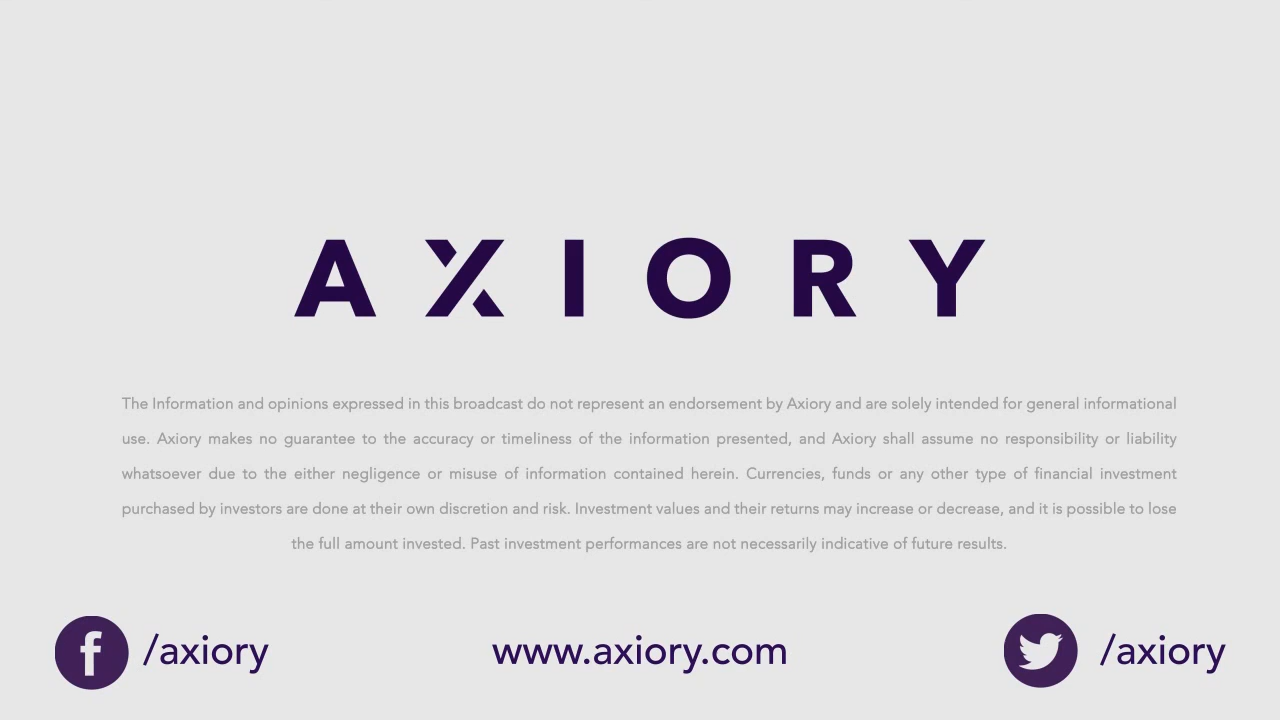 AXIORY
The Information and opinions expressed in this broadcast do not represent an endorsement by Axiory and are solely intended for general informational
use. Axiory makes no guarantee to the accuracy or timeliness of the information presented, and Axiory shall assume no responsibility or liability
whatsoever due to the either negligence or misuse of information contained herein. Currencies, funds or any other type of financial investment
purchased by investors are done at their own discretion and risk. Investment values and their returns may increase or decrease, and it is possible to lose
the full amount invested. Past investment performances are not necessarily indicative of future results.
/axiory
www.axiory.com
/axiory